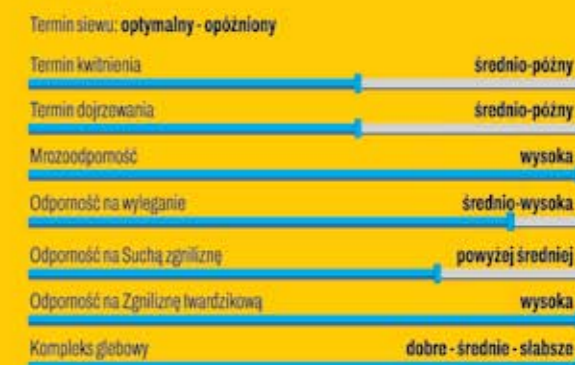 Termin siewu: optymalny - opóźniony
Termin kwitnienia średnio-późny
Termin dojrzewania średnio-późny
Mrozoodporność wysoka
Odporność na wyleganie średnio-wysoka
Odporność na Suchą zgniliznę powyżej średniej
Odporność na Zgniliznę twardzikową wysoka
Kompleks glebowy dobre - średnie - słabsze